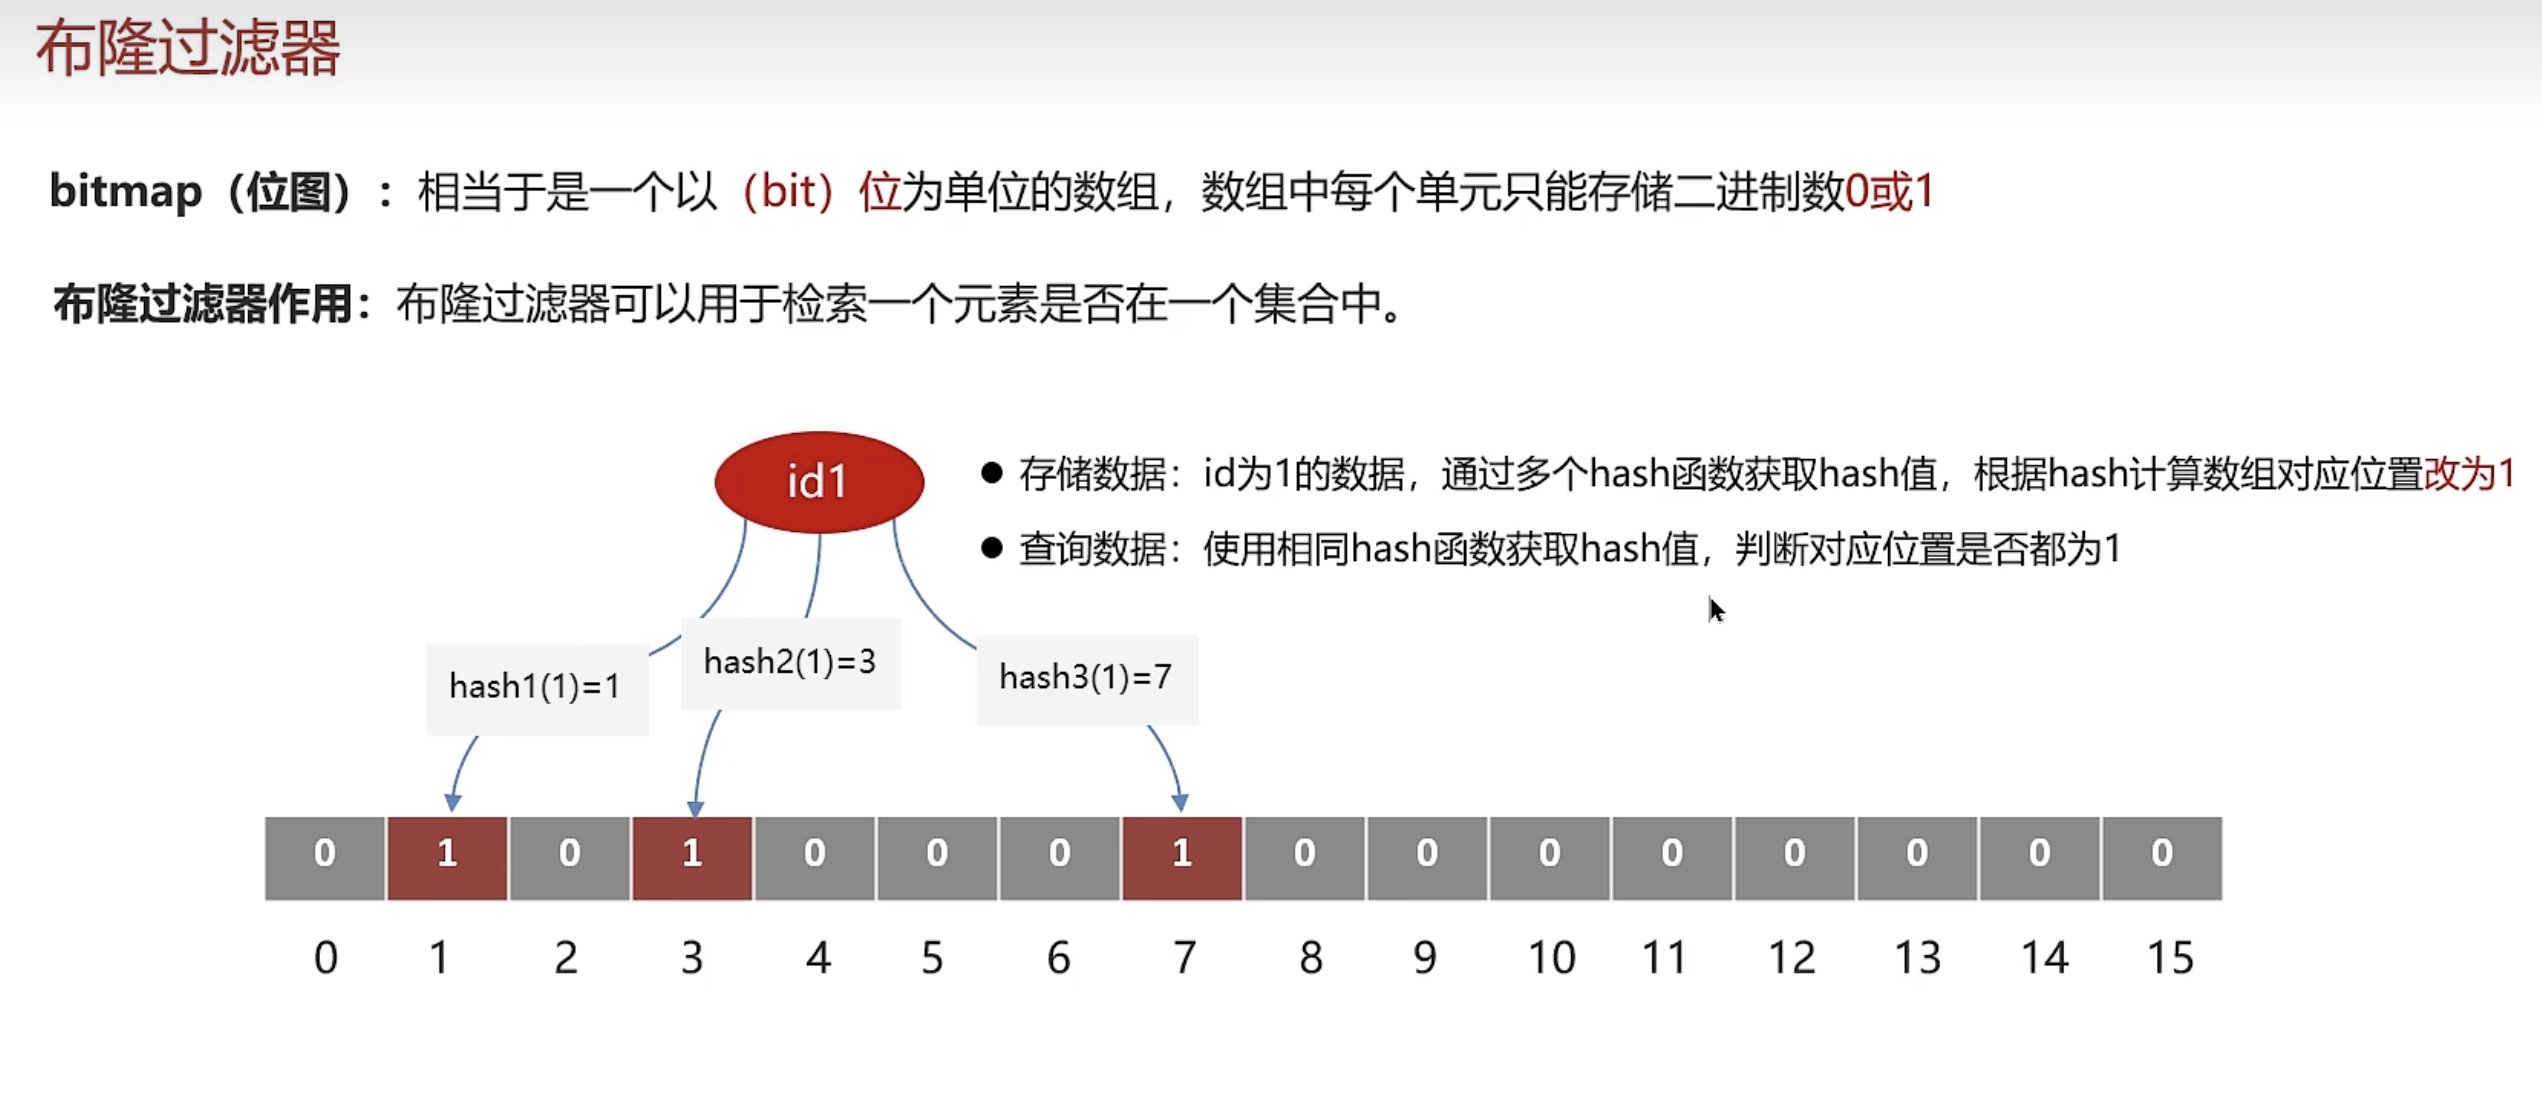 布隆过滤器
bitmap（位图）：相当于是一个以（bit）位为单位的数组，数组中每个单元只能存储二进制数0或1
布隆过滤器作用：布隆过滤器可以用于检索一个元素是否在一个集合中。
id1
存储数据：id为1的数据，通过多个hash函数获取hash值，根据hash计算数组对应位置改为1
查询数据：使用相同hash函数获取hash值，判断对应位置是否都为1
hash1(1)=1
hash2(1)=3
hash3(1)=7
0 1 0 1 0 0 0 1 0 0 0 0 0 0 0 0
0 1 2 3 4 5 6 7 8 9 10 11 12 13 14 15